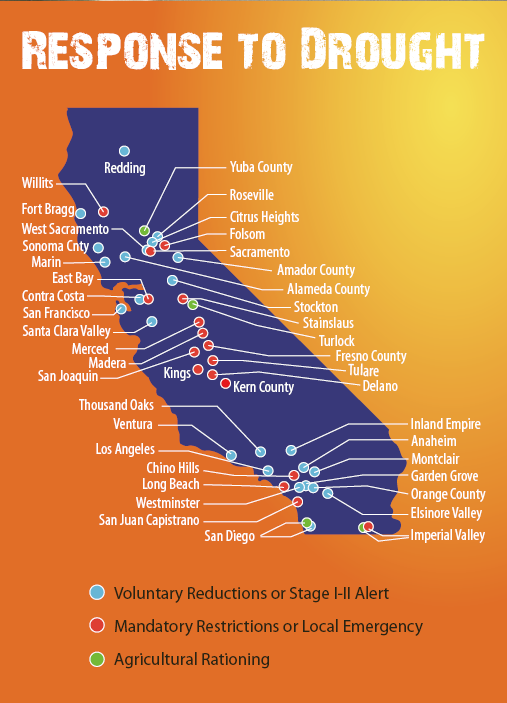 RESPONSE TO DROUGHT
Redding
Yuba County
Willits
Roseville
Fort Bragg
Citrus Heights
West Sacramento
Folsom
Sonoma Cnty
Sacramento
Marin
Amador County
East Bay
Alameda County
Contra Costa
Stockton
San Francisco
Stainslaus
Santa Clara Valley
Turlock
Merced
Fresno County
Madera
Tulare
San Joaquin
Kings
Delano
Kern County
Thousand Oaks
Ventura
Inland Empire
Anaheim
Los Angeles
Montclair
Chino Hills
Garden Grove
Long Beach
Orange County
Westminster
Elsinore Valley
San Juan Capistrano
San Diego
Imperial Valley
Voluntary Reductions or Stage I-II Alert
Mandatory Restrictions or Local Emergency
Agricultural Rationing